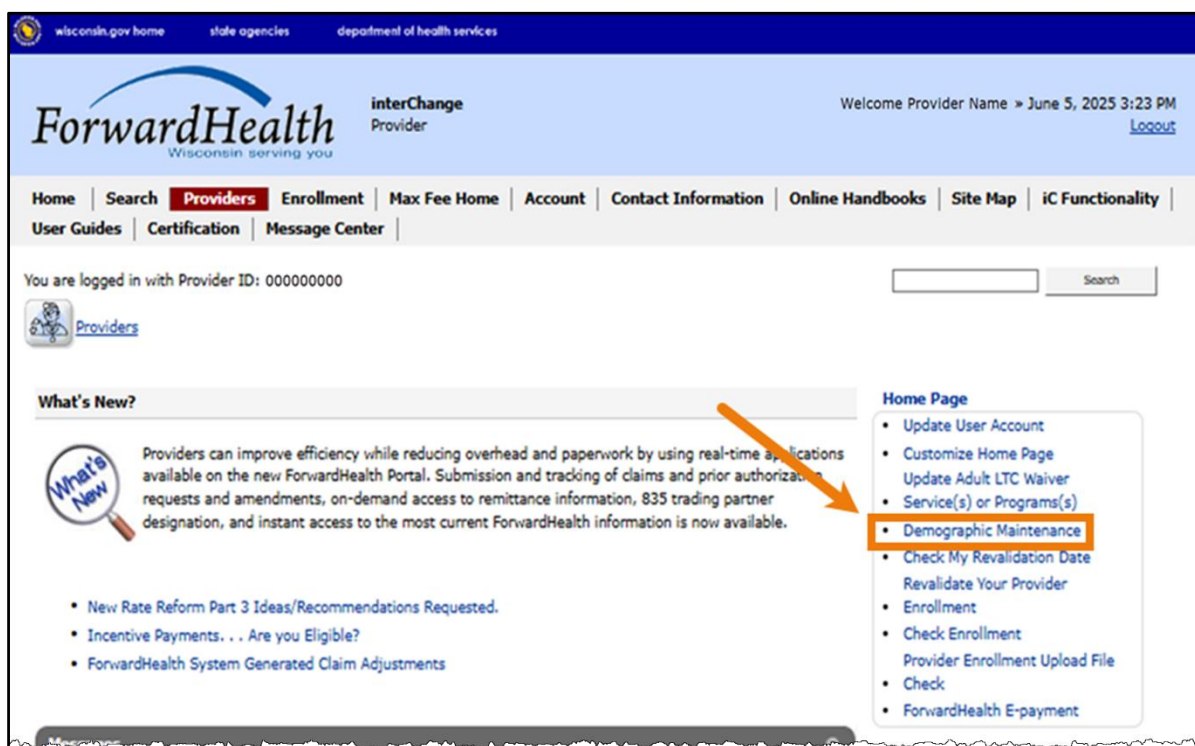 wisconsin.gov home state agencies department of health services
ForwardHealth
Wisconsin serving you
interChange
Provider
Welcome Provider Name » June 5, 2025 3:23 PM
Logout
Home Search Providers Enrollment Max Fee Home Account Contact Information Online Handbooks Site Map iC Functionality
User Guides Certification Message Center
You are logged in with Provider ID: 000000000
Search
Providers
What's New?
What's New
Providers can improve efficiency while reducing overhead and paperwork by using real-time applications
available on the new ForwardHealth Portal. Submission and tracking of claims and prior authorization
requests and amendments, on-demand access to remittance information, 835 trading partner
designation, and instant access to the most current ForwardHealth information is now available.
• New Rate Reform Part 3 Ideas/Recommendations Requested.
• Incentive Payments. . . Are you Eligible?
• ForwardHealth System Generated Claim Adjustments
Home Page
• Update User Account
• Customize Home Page
Update Adult LTC Waiver
• Service(s) or Programs(s)
• Demographic Maintenance
• Check My Revalidation Date
Revalidate Your Provider
• Enrollment
• Check Enrollment
Provider Enrollment Upload File
• Check
• ForwardHealth E-payment